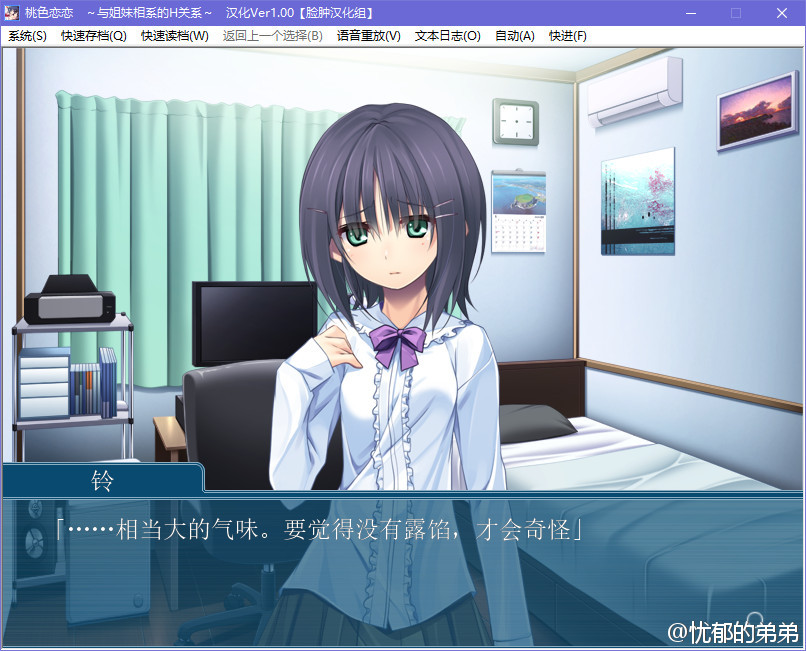 桃色恋恋 ～与姐妹相系的H关系～ 汉化Ver1.00【脸肿汉化组】
系统(S) 快速存档(Q) 快速读档(W) 返回上一个选择(B) 语音重放(V) 文本日志(O) 自动(A) 快进(F)
铃
「……相当大的气味。要觉得没有露馅，才会奇怪」
@忧郁的弟弟